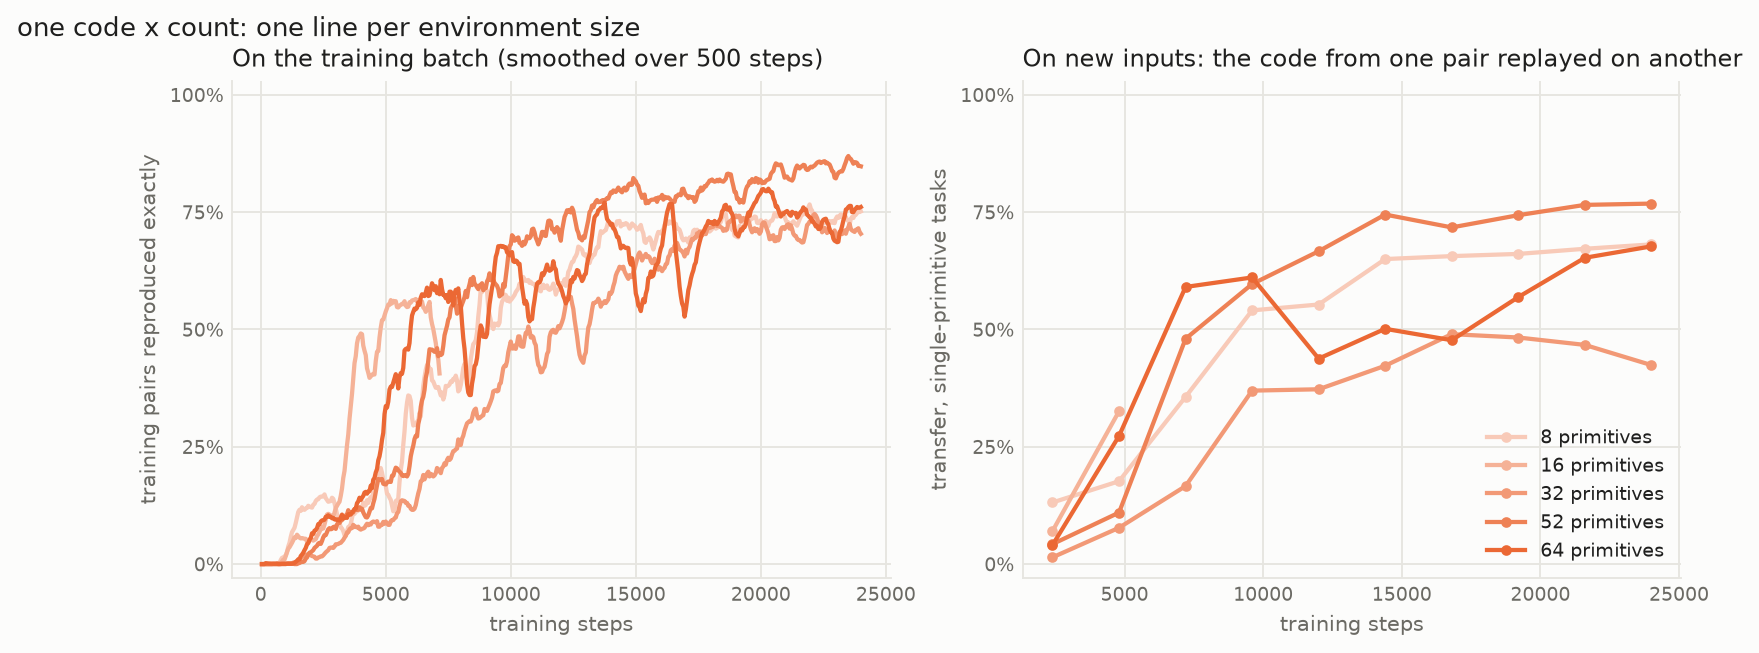 one code x count: one line per environment size
On the training batch (smoothed over 500 steps)
100%
75%
50%
25%
0%
training pairs reproduced exactly
0
5000
10000
15000
20000
25000
training steps
On new inputs: the code from one pair replayed on another
100%
75%
50%
25%
0%
transfer, single-primitive tasks
8 primitives
16 primitives
32 primitives
52 primitives
64 primitives
5000
10000
15000
20000
25000
training steps